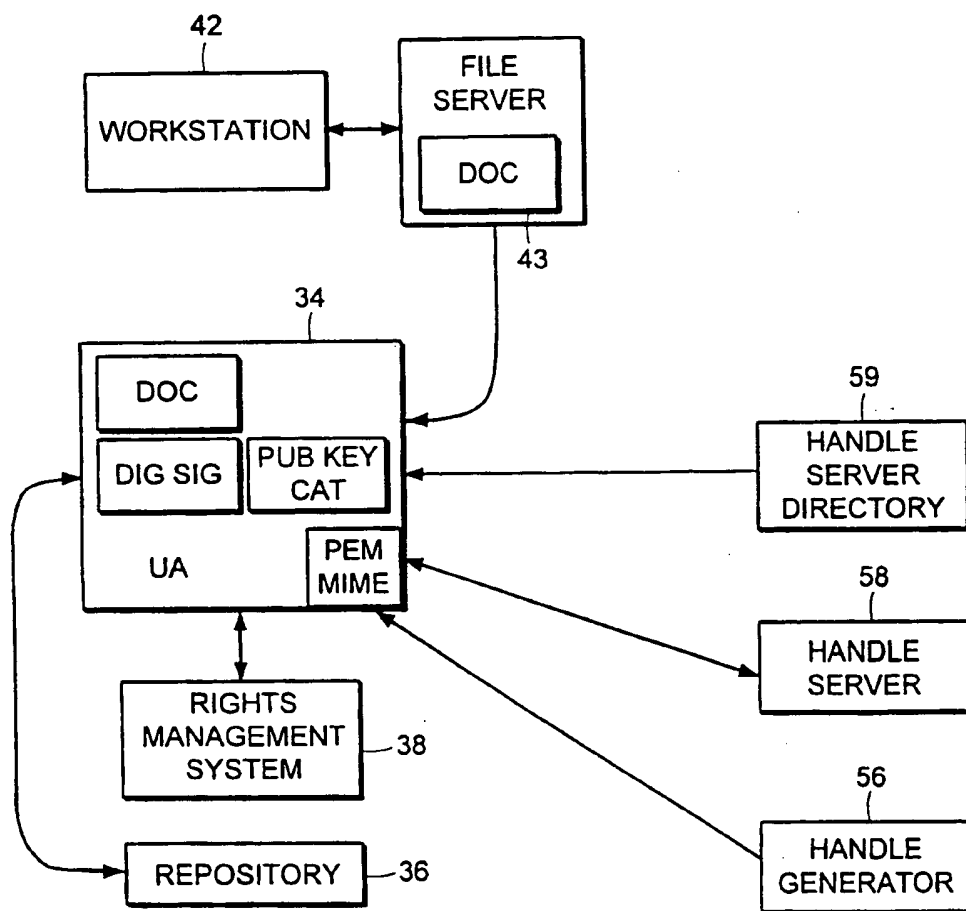 42
WORKSTATION
FILE
SERVER
DOC
43
34
DOC
DIG SIG
PUB KEY
CAT
UA
PEM
MIME
59
HANDLE
SERVER
DIRECTORY
58
HANDLE
SERVER
RIGHTS
MANAGEMENT
SYSTEM
38
56
HANDLE
GENERATOR
REPOSITORY
36